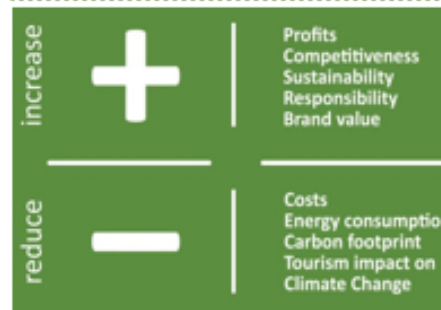 increase
Profits
Competitiveness
Sustainability
Responsibility
Brand value
reduce
Costs
Energy consumptio
Carbon footprint
Tourism impact on
Climate Change